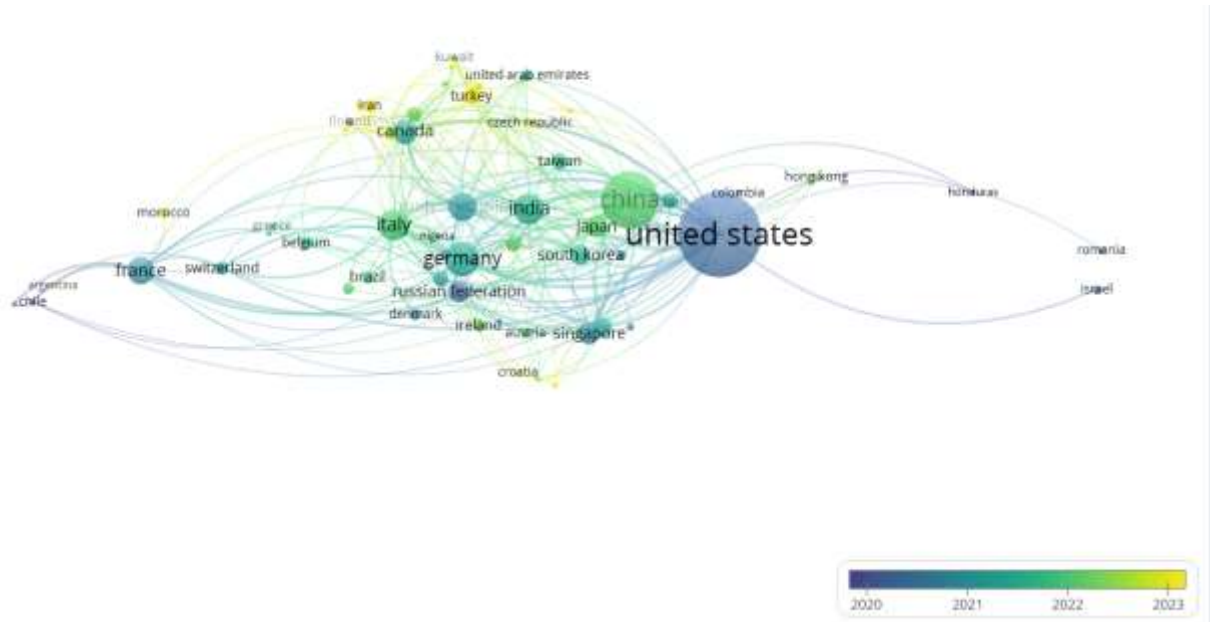 kuwait
united arab emirates
turkey
iran
canada
czech republic
taiwan
hong kong
colombia
honduras
china
india
morocco
italy
japan
greece
nigeria
united states
belgium
romania
south korea
germany
france
switzerland
brazil
argentina
russian federation
israel
chile
denmark
ireland
austria
singapore
croatia
2020 2021 2022 2023